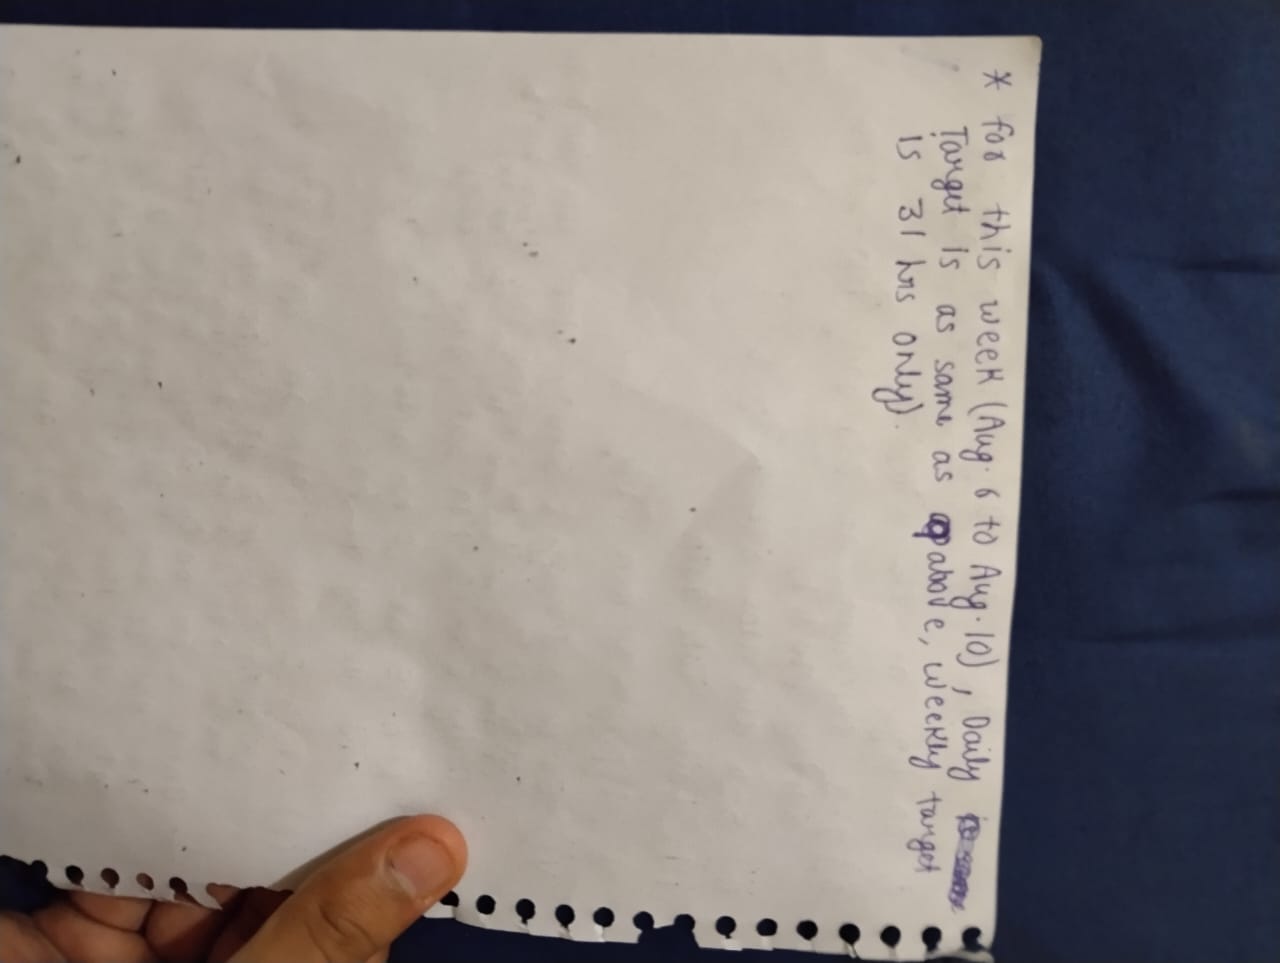 * for this week (Aug. 6 to Aug. 10), Daily
Target is as same as above, weekly target
is 31 hrs only).